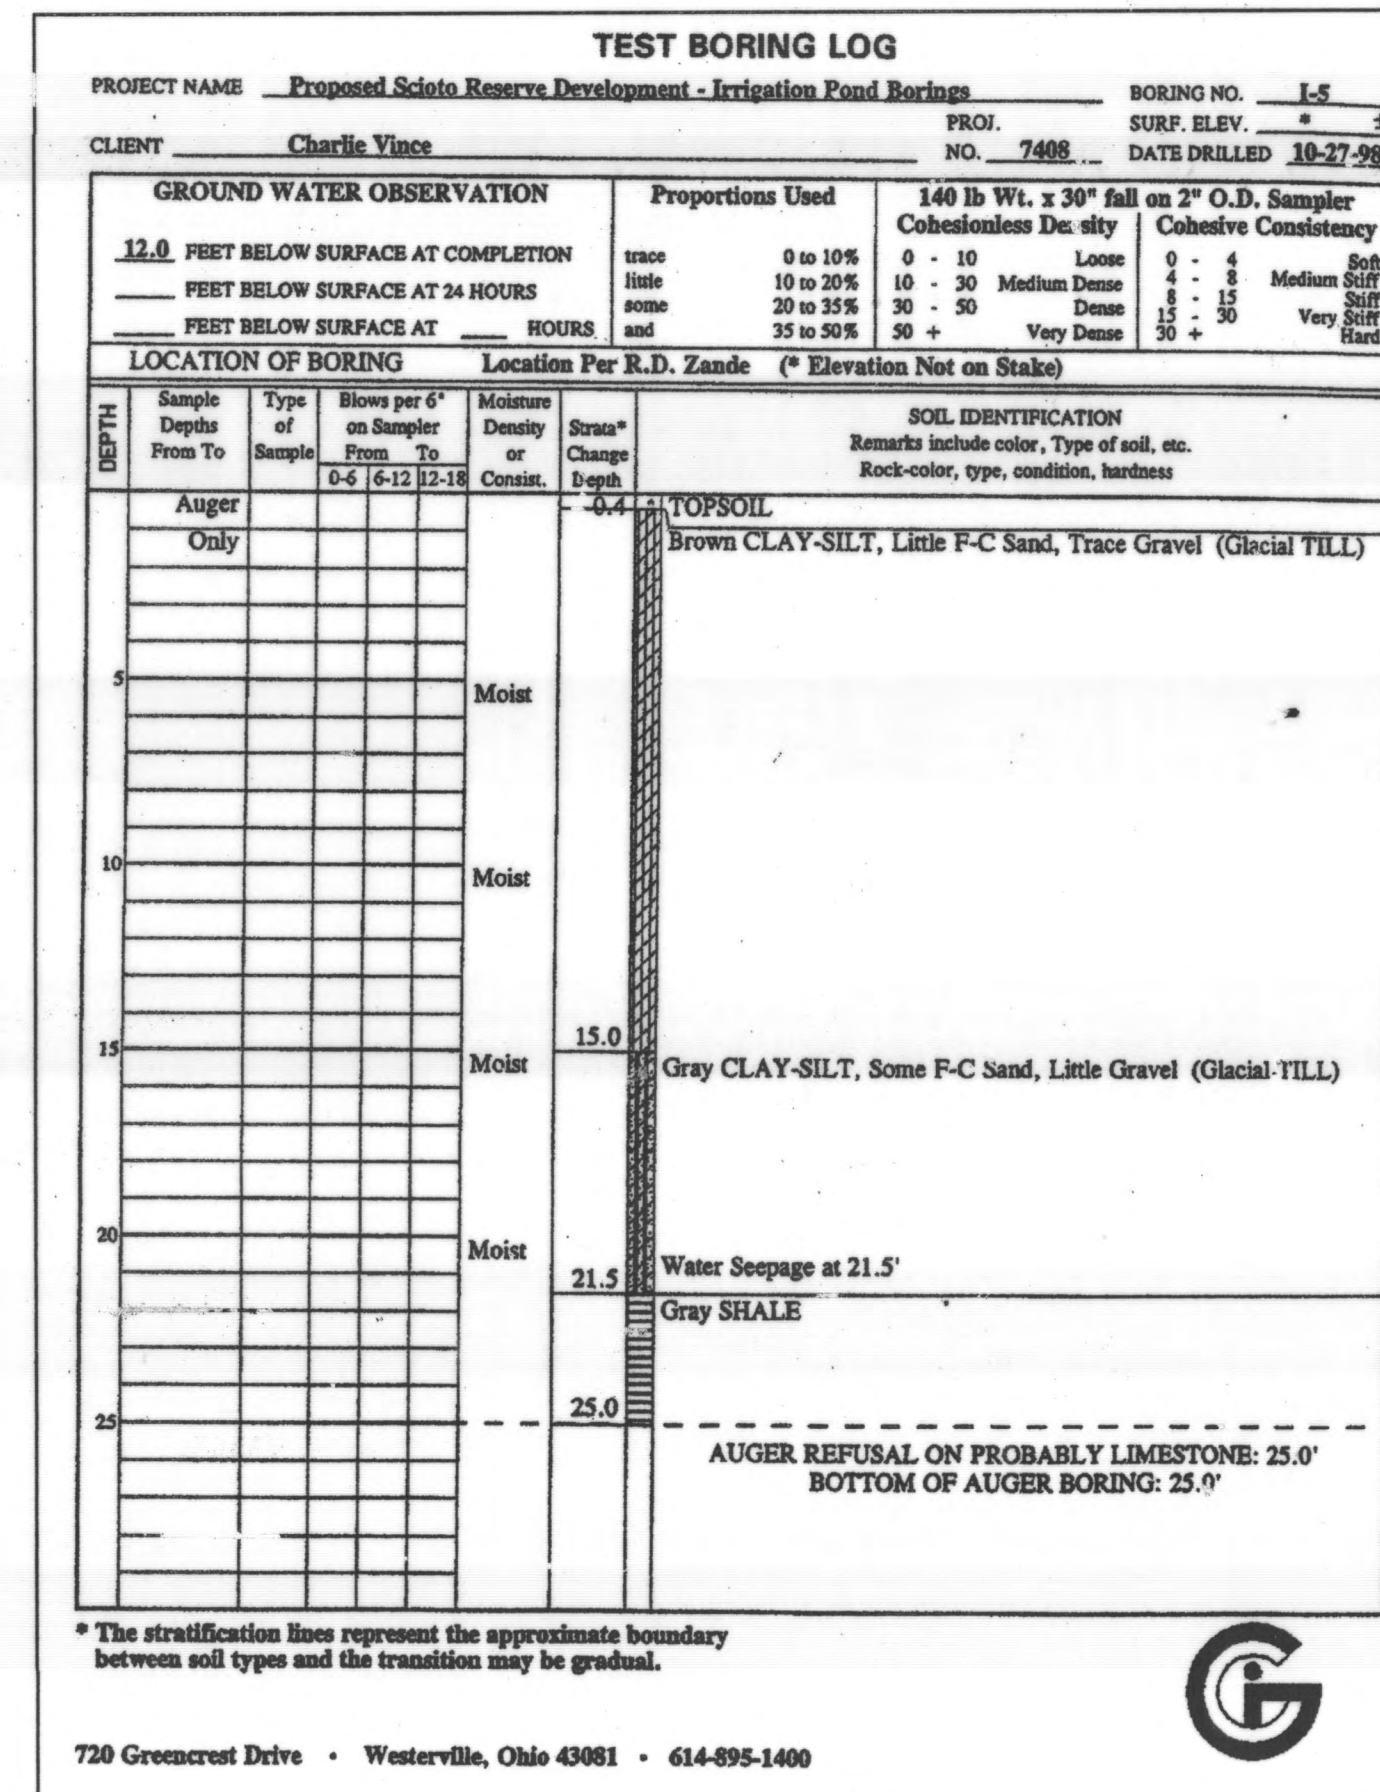 TEST BORING LOG
PROJECT NAME Proposed Scioto Reserve Development - Irrigation Pond Borings BORING NO. I-5
PROJ. SURF. ELEV. * ±
CLIENT Charlie Vince NO. 7408 DATE DRILLED 10-27-98
GROUND WATER OBSERVATION
12.0 FEET BELOW SURFACE AT COMPLETION
FEET BELOW SURFACE AT 24 HOURS
FEET BELOW SURFACE AT HOURS
Proportions Used
trace 0 to 10%
little 10 to 20%
some 20 to 35%
and 35 to 50%
140 lb Wt. x 30" fall on 2" O.D. Sampler
Cohesionless De sity
0 - 10 Loose
10 - 30 Medium Dense
30 - 50 Dense
50 + Very Dense
Cohesive Consistency
0 - 4 Soft
4 - 8 Medium Stiff
8 - 15 Stiff
15 - 30 Very Stiff
30 + Hard
LOCATION OF BORING Location Per R.D. Zande (* Elevation Not on Stake)
DEPTH
Sample
Depths
From To
Type
of
Sample
Blows per 6"
on Sampler
From To
0-6 6-12 12-18
Moisture
Density
or
Consist.
Strata*
Change
Depth
SOIL IDENTIFICATION
Remarks include color, Type of soil, etc.
Rock-color, type, condition, hardness
Auger 0.4 TOPSOIL
Only Brown CLAY-SILT, Little F-C Sand, Trace Gravel (Glacial TILL)
5 Moist
10 Moist
15.0
15 Moist Gray CLAY-SILT, Some F-C Sand, Little Gravel (Glacial TILL)
20 Moist
Water Seepage at 21.5'
21.5
Gray SHALE
25.0
25
AUGER REFUSAL ON PROBABLY LIMESTONE: 25.0'
BOTTOM OF AUGER BORING: 25.0'
* The stratification lines represent the approximate boundary
between soil types and the transition may be gradual.
720 Greencrest Drive • Westerville, Ohio 43081 • 614-895-1400